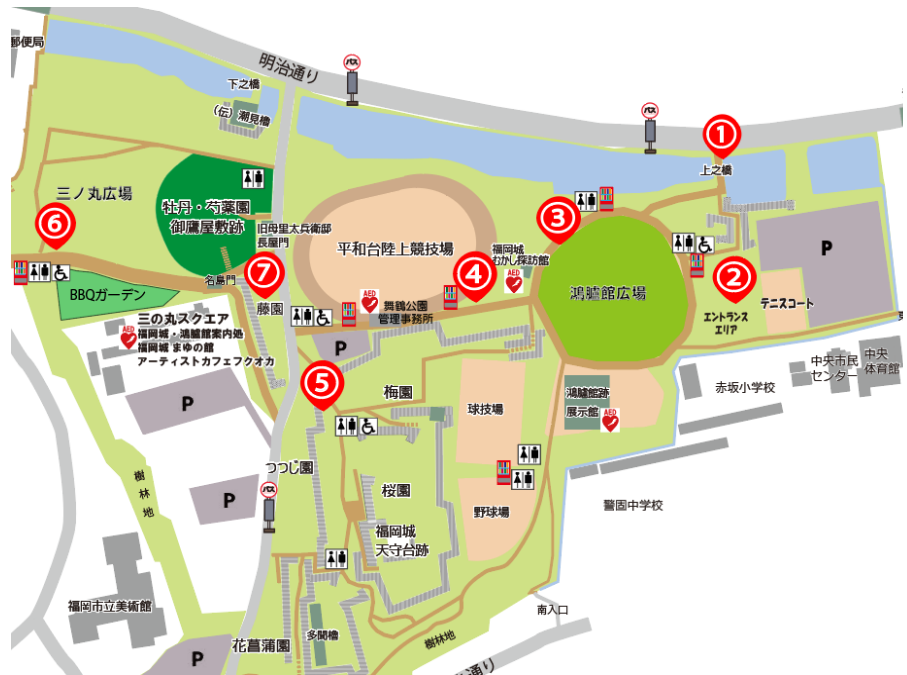 郵便局
明治通り
バス
下之橋
(伝)潮見櫓
バス
①
上之橋
三ノ丸広場
⑥
牡丹・芍薬園
御鷹屋敷跡
旧母里太兵衛邸
長屋門
平和台陸上競技場
福岡城
むかし探訪館
③
鴻臚館広場
②
P
テニスコート
エントランス
エリア
名島門
⑦
藤園
④
AED
AED
舞鶴公園
管理事務所
BBQガーデン
三の丸スクエア
AED
福岡城・鴻臚館案内処
福岡城 まゆの館
アーティストカフェフクオカ
P
P
⑤
梅園
球技場
鴻臚館跡
展示館
AED
赤坂小学校
中央市民
センター
中央
体育館
つつじ園
P
バス
桜園
福岡城
天守台跡
野球場
警固中学校
樹林地
福岡市立美術館
P
花菖蒲園
多聞櫓
樹林地
南入口
通り